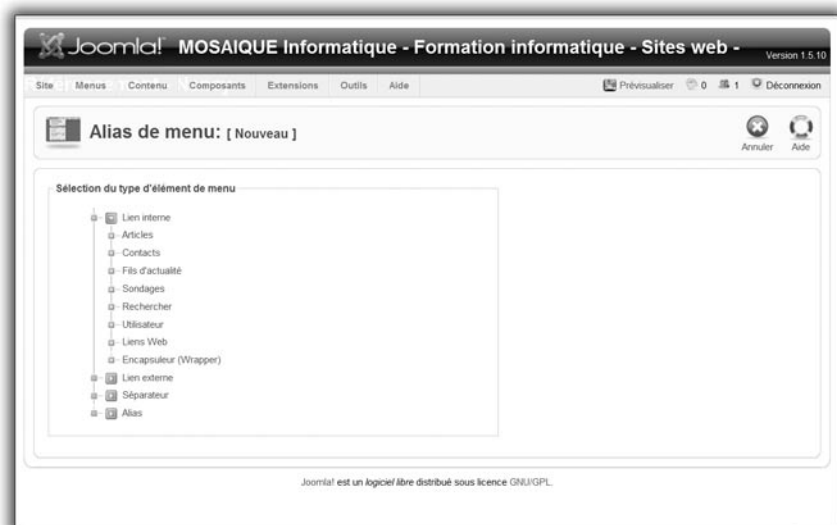 Joomla! MOSAIQUE Informatique - Formation informatique - Sites web -
Version 1.5.10
Site Menus Contenu Composants Extensions Outils Aide Prévisualiser 0 1 Déconnexion
Alias de menu: [ Nouveau ]
Annuler Aide
Sélection du type d'élément de menu
Lien interne
Articles
Contacts
Fils d'actualité
Sondages
Rechercher
Utilisateur
Liens Web
Encapsuleur (Wrapper)
Lien externe
Séparateur
Alias
Joomla! est un logiciel libre distribué sous licence GNU/GPL.